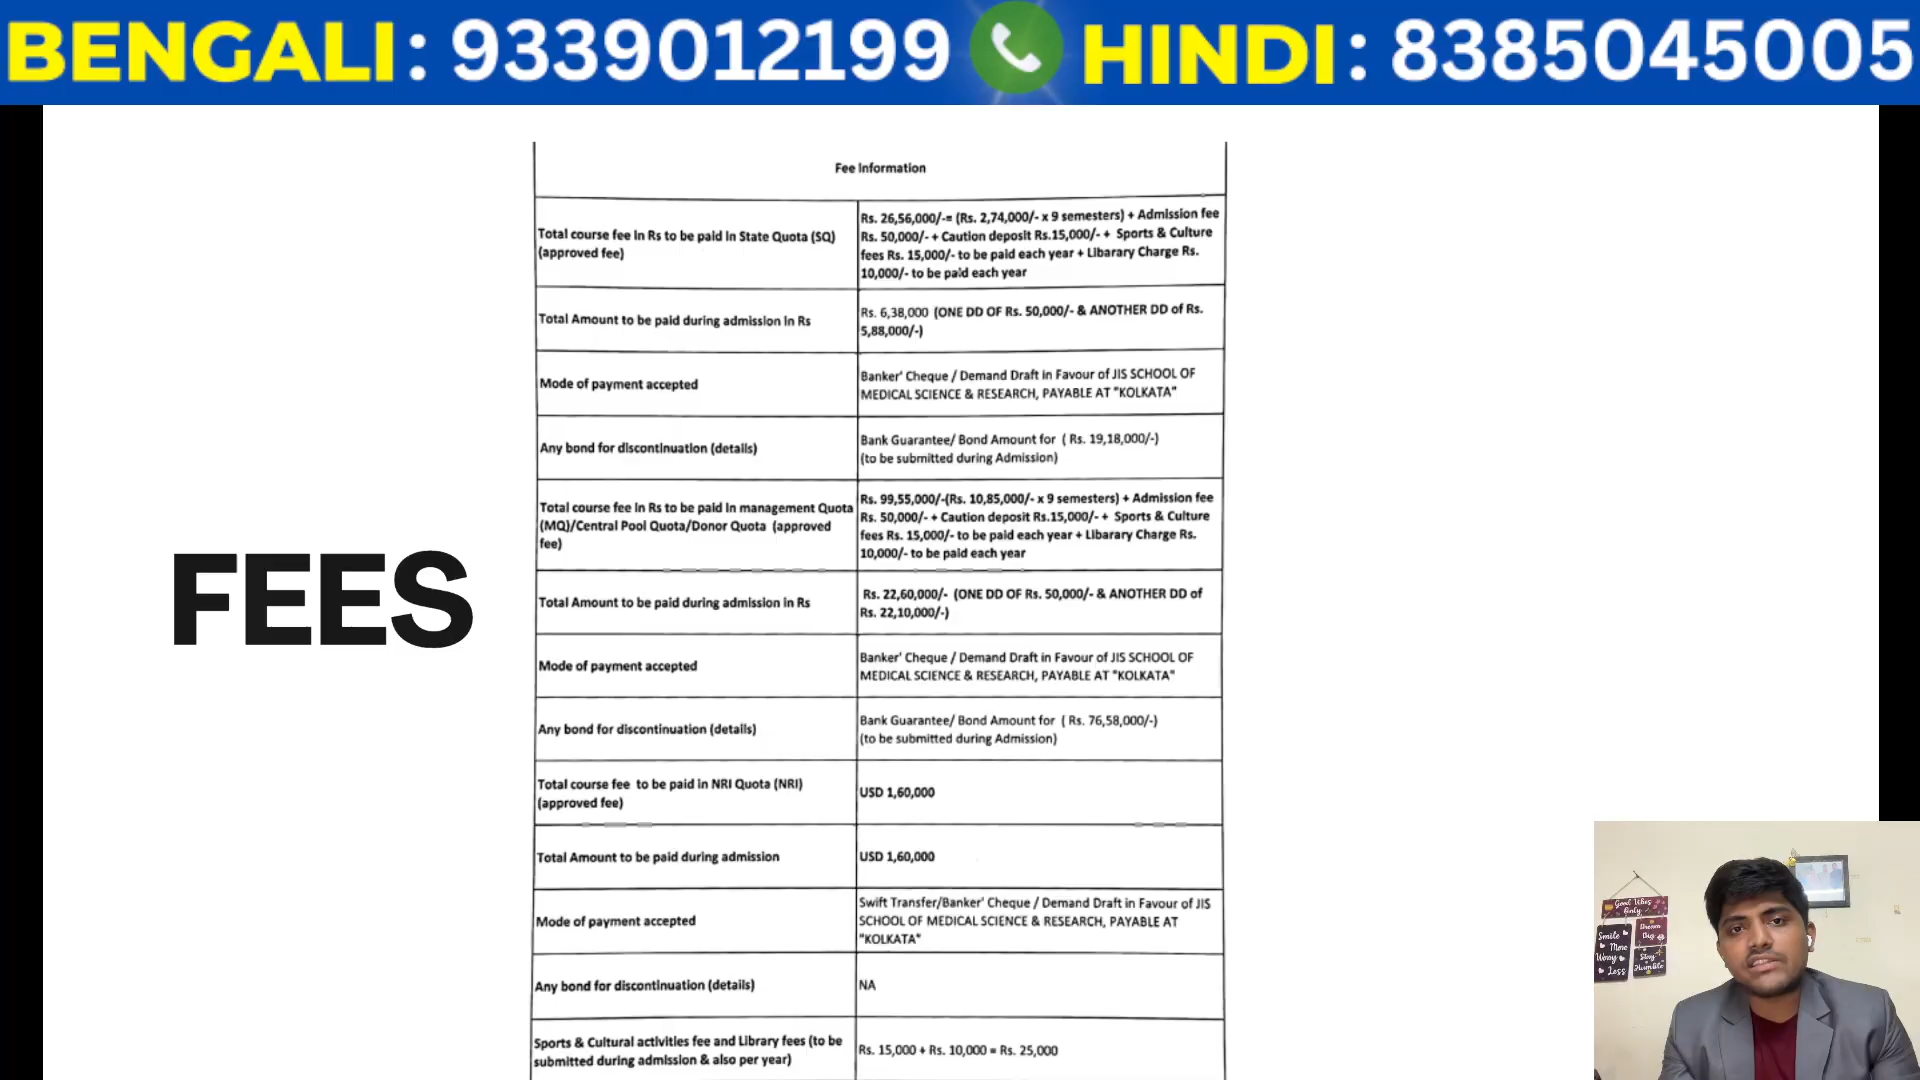 BENGALI: 9339012199 HINDI: 8385045005
Fee Information
Total course fee in Rs to be paid in State Quota (SQ)
(approved fee)
Rs. 26,56,000/-= (Rs. 2,74,000/- x 9 semesters) + Admission fee
Rs. 50,000/- + Caution deposit Rs.15,000/- + Sports & Culture
fees Rs. 15,000/- to be paid each year + Libarary Charge Rs.
10,000/- to be paid each year
Total Amount to be paid during admission in Rs
Rs. 6,38,000 (ONE DD OF Rs. 50,000/- & ANOTHER DD of Rs.
5,88,000/-)
Mode of payment accepted
Banker' Cheque / Demand Draft in Favour of JIS SCHOOL OF
MEDICAL SCIENCE & RESEARCH, PAYABLE AT "KOLKATA"
Any bond for discontinuation (details)
Bank Guarantee/ Bond Amount for ( Rs. 19,18,000/-)
(to be submitted during Admission)
Total course fee in Rs to be paid in management Quota
(MQ)/Central Pool Quota/Donor Quota (approved
fee)
Rs. 99,55,000/-(Rs. 10,85,000/- x 9 semesters) + Admission fee
Rs. 50,000/- + Caution deposit Rs.15,000/- + Sports & Culture
fees Rs. 15,000/- to be paid each year + Libarary Charge Rs.
10,000/- to be paid each year
FEES
Total Amount to be paid during admission in Rs
Rs. 22,60,000/- (ONE DD OF Rs. 50,000/- & ANOTHER DD of
Rs. 22,10,000/-)
Mode of payment accepted
Banker' Cheque / Demand Draft in Favour of JIS SCHOOL OF
MEDICAL SCIENCE & RESEARCH, PAYABLE AT "KOLKATA"
Any bond for discontinuation (details)
Bank Guarantee/ Bond Amount for ( Rs. 76,58,000/-)
(to be submitted during Admission)
Total course fee to be paid in NRI Quota (NRI)
(approved fee)
USD 1,60,000
Total Amount to be paid during admission
USD 1,60,000
Mode of payment accepted
Swift Transfer/Banker' Cheque / Demand Draft in Favour of JIS
SCHOOL OF MEDICAL SCIENCE & RESEARCH, PAYABLE AT
"KOLKATA"
Any bond for discontinuation (details)
NA
Sports & Cultural activities fee and Library fees (to be
submitted during admission & also per year)
Rs. 15,000 + Rs. 10,000 = Rs. 25,000
Good Vibes
Only
Smile
More
Worry
Less
Dream
Big
Stay
Humble